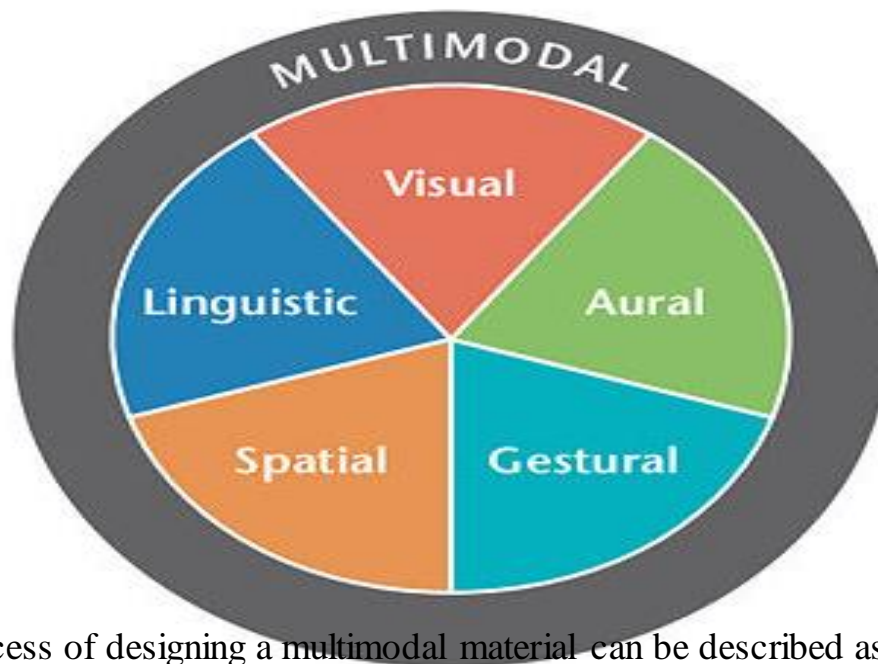 MULTIMODAL
Visual
Linguistic
Aural
Spatial
Gestural
cess of designing a multimodal material can be described as